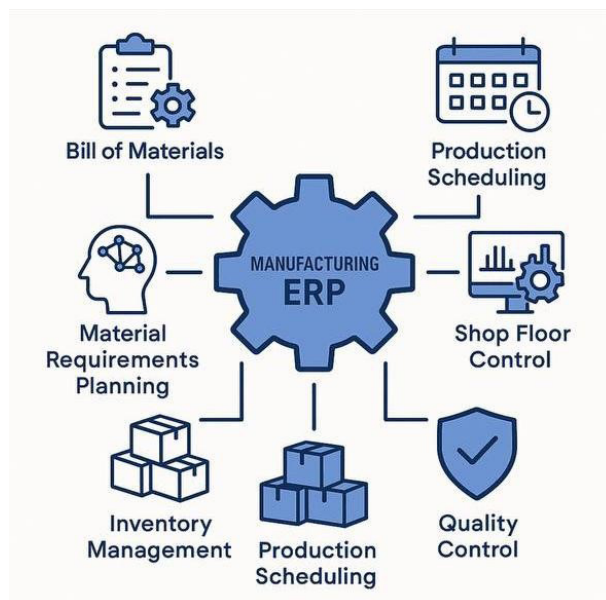 Bill of Materials
Production
Scheduling
MANUFACTURING
ERP
Material
Requirements
Planning
Shop Floor
Control
Inventory
Management
Production
Scheduling
Quality
Control